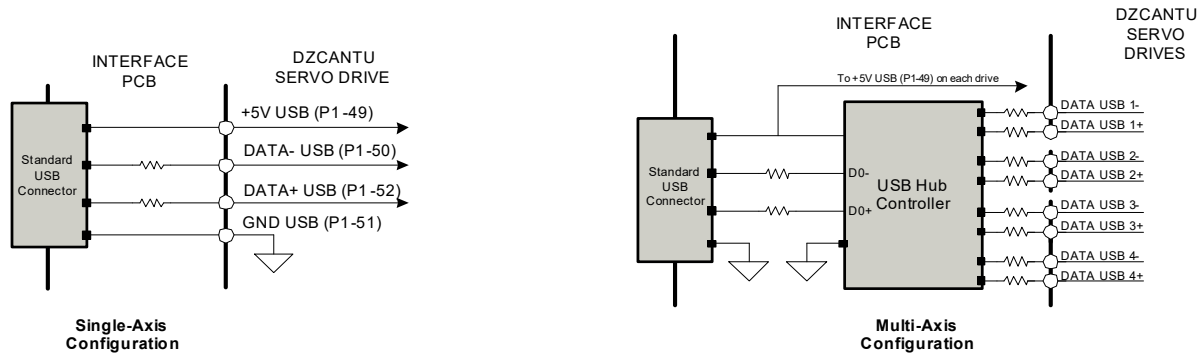 INTERFACE
PCB
DZCANTU
SERVO DRIVE
Standard
USB
Connector
+5V USB (P1-49)
DATA- USB (P1-50)
DATA+ USB (P1-52)
GND USB (P1-51)
Single-Axis
Configuration
INTERFACE
PCB
DZCANTU
SERVO
DRIVES
To +5V USB (P1-49) on each drive
Standard
USB
Connector
D0-
D0+
USB Hub
Controller
DATA USB 1-
DATA USB 1+
DATA USB 2-
DATA USB 2+
DATA USB 3-
DATA USB 3+
DATA USB 4-
DATA USB 4+
Multi-Axis
Configuration